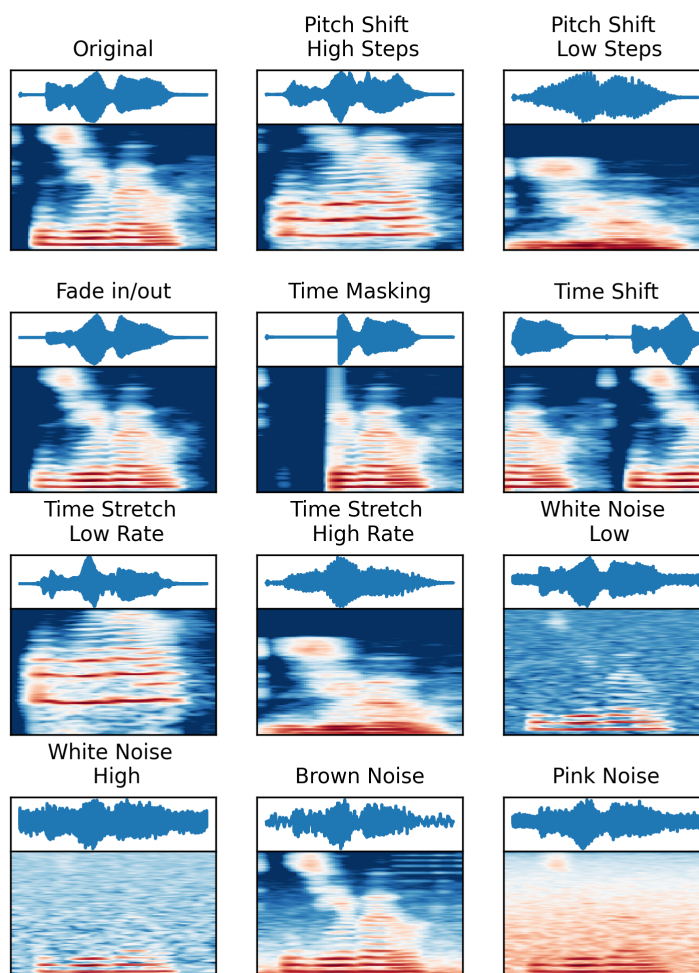 Original
Pitch Shift
High Steps
Pitch Shift
Low Steps
Fade in/out
Time Masking
Time Shift
Time Stretch
Low Rate
Time Stretch
High Rate
White Noise
Low
White Noise
High
Brown Noise
Pink Noise